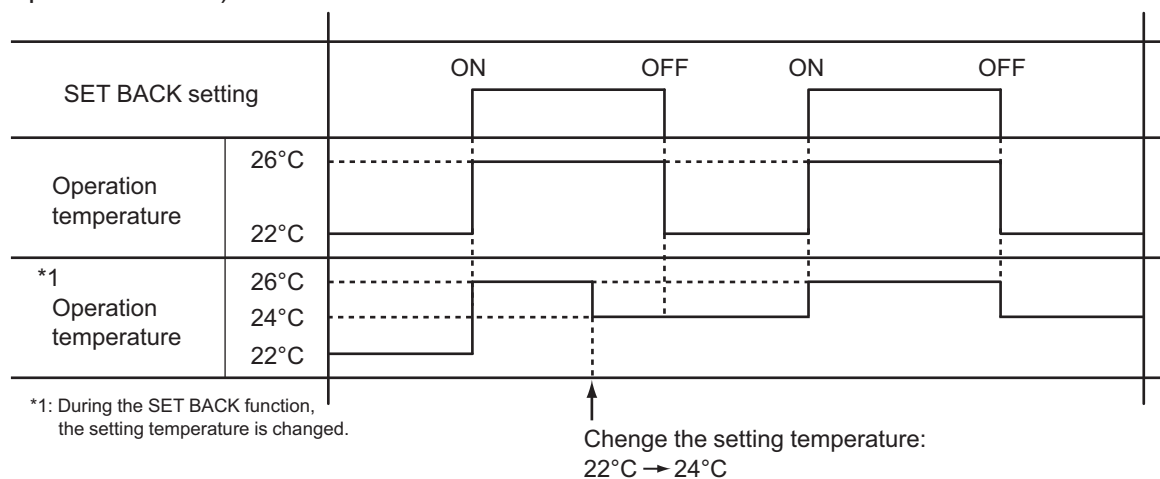 ON OFF ON OFF
SET BACK setting
26°C
Operation
temperature
22°C
*1
26°C
Operation
24°C
temperature
22°C
*1: During the SET BACK function,
the setting temperature is changed.
Chenge the setting temperature:
22°C → 24°C